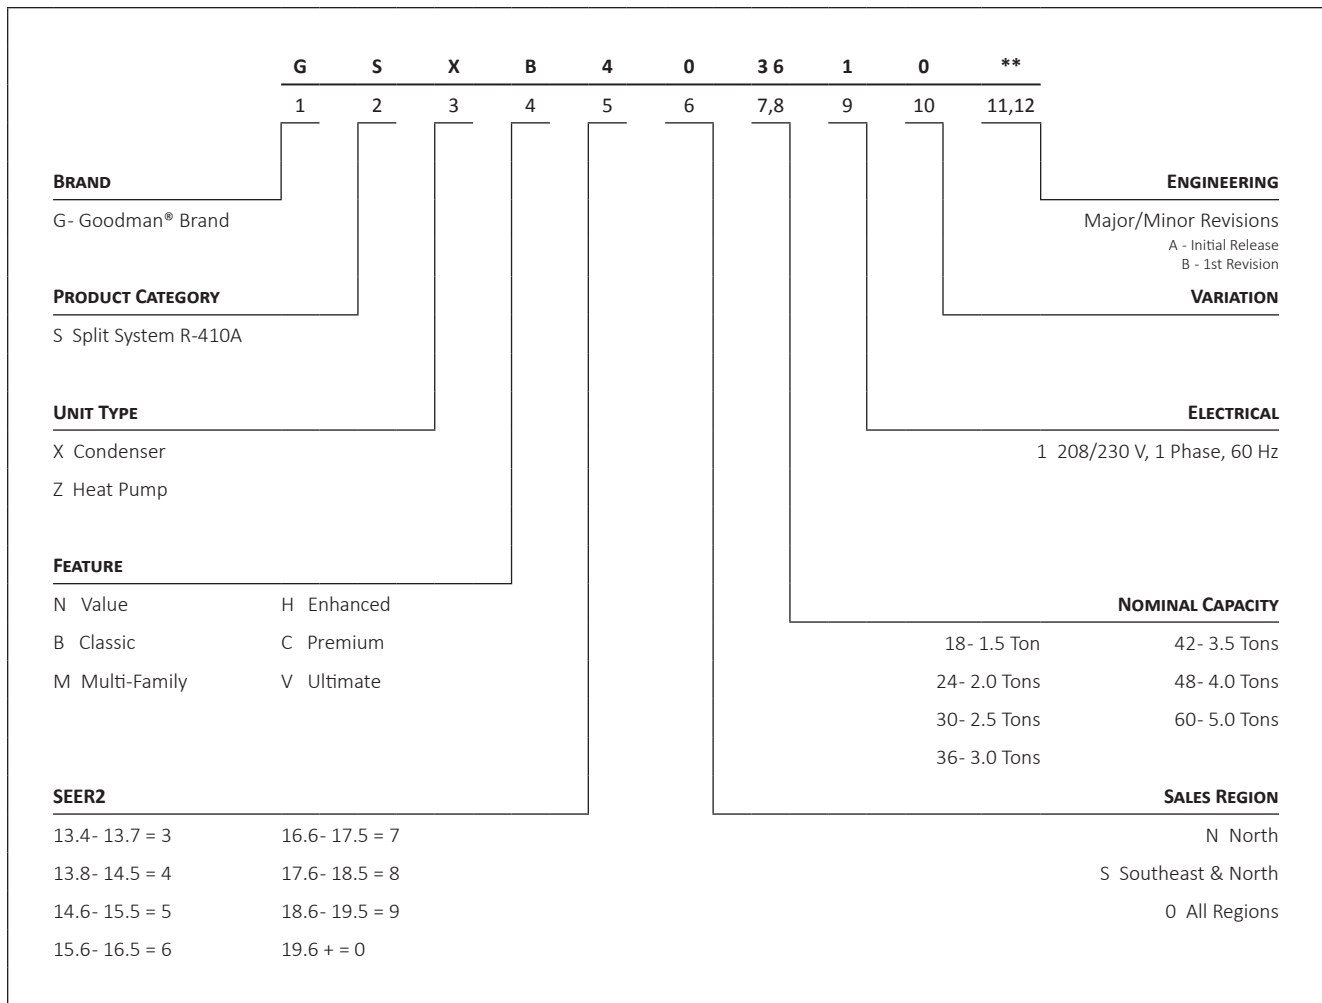 G S X B 4 0 3 6 1 0 **
1 2 3 4 5 6 7,8 9 10 11,12
BRAND
G- Goodman® Brand
PRODUCT CATEGORY
S Split System R-410A
UNIT TYPE
X Condenser
Z Heat Pump
FEATURE
N Value H Enhanced
B Classic C Premium
M Multi-Family V Ultimate
SEER2
13.4- 13.7 = 3 16.6- 17.5 = 7
13.8- 14.5 = 4 17.6- 18.5 = 8
14.6- 15.5 = 5 18.6- 19.5 = 9
15.6- 16.5 = 6 19.6 + = 0
ENGINEERING
Major/Minor Revisions
A - Initial Release
B - 1st Revision
VARIATION
ELECTRICAL
1 208/230 V, 1 Phase, 60 Hz
NOMINAL CAPACITY
18- 1.5 Ton 42- 3.5 Tons
24- 2.0 Tons 48- 4.0 Tons
30- 2.5 Tons 60- 5.0 Tons
36- 3.0 Tons
SALES REGION
N North
S Southeast & North
0 All Regions